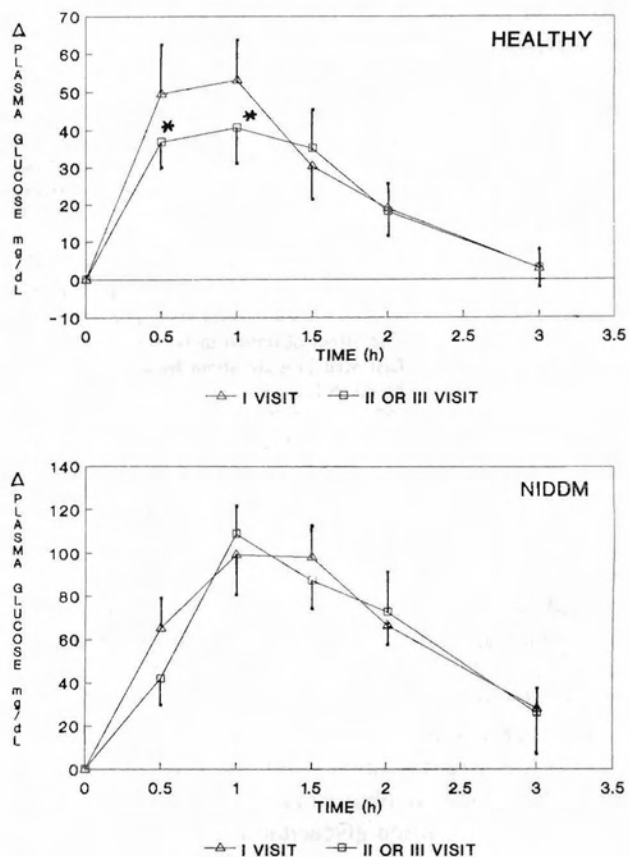 HEALTHY
Δ PLASMA GLUCOSE mg/dL
70
60
50
40
30
20
10
0
-10
*
*
0 0.5 1 1.5 2 2.5 3 3.5
TIME (h)
I VISIT II OR III VISIT
NIDDM
Δ PLASMA GLUCOSE mg/dL
140
120
100
80
60
40
20
0
0 0.5 1 1.5 2 2.5 3 3.5
TIME (h)
I VISIT II OR III VISIT